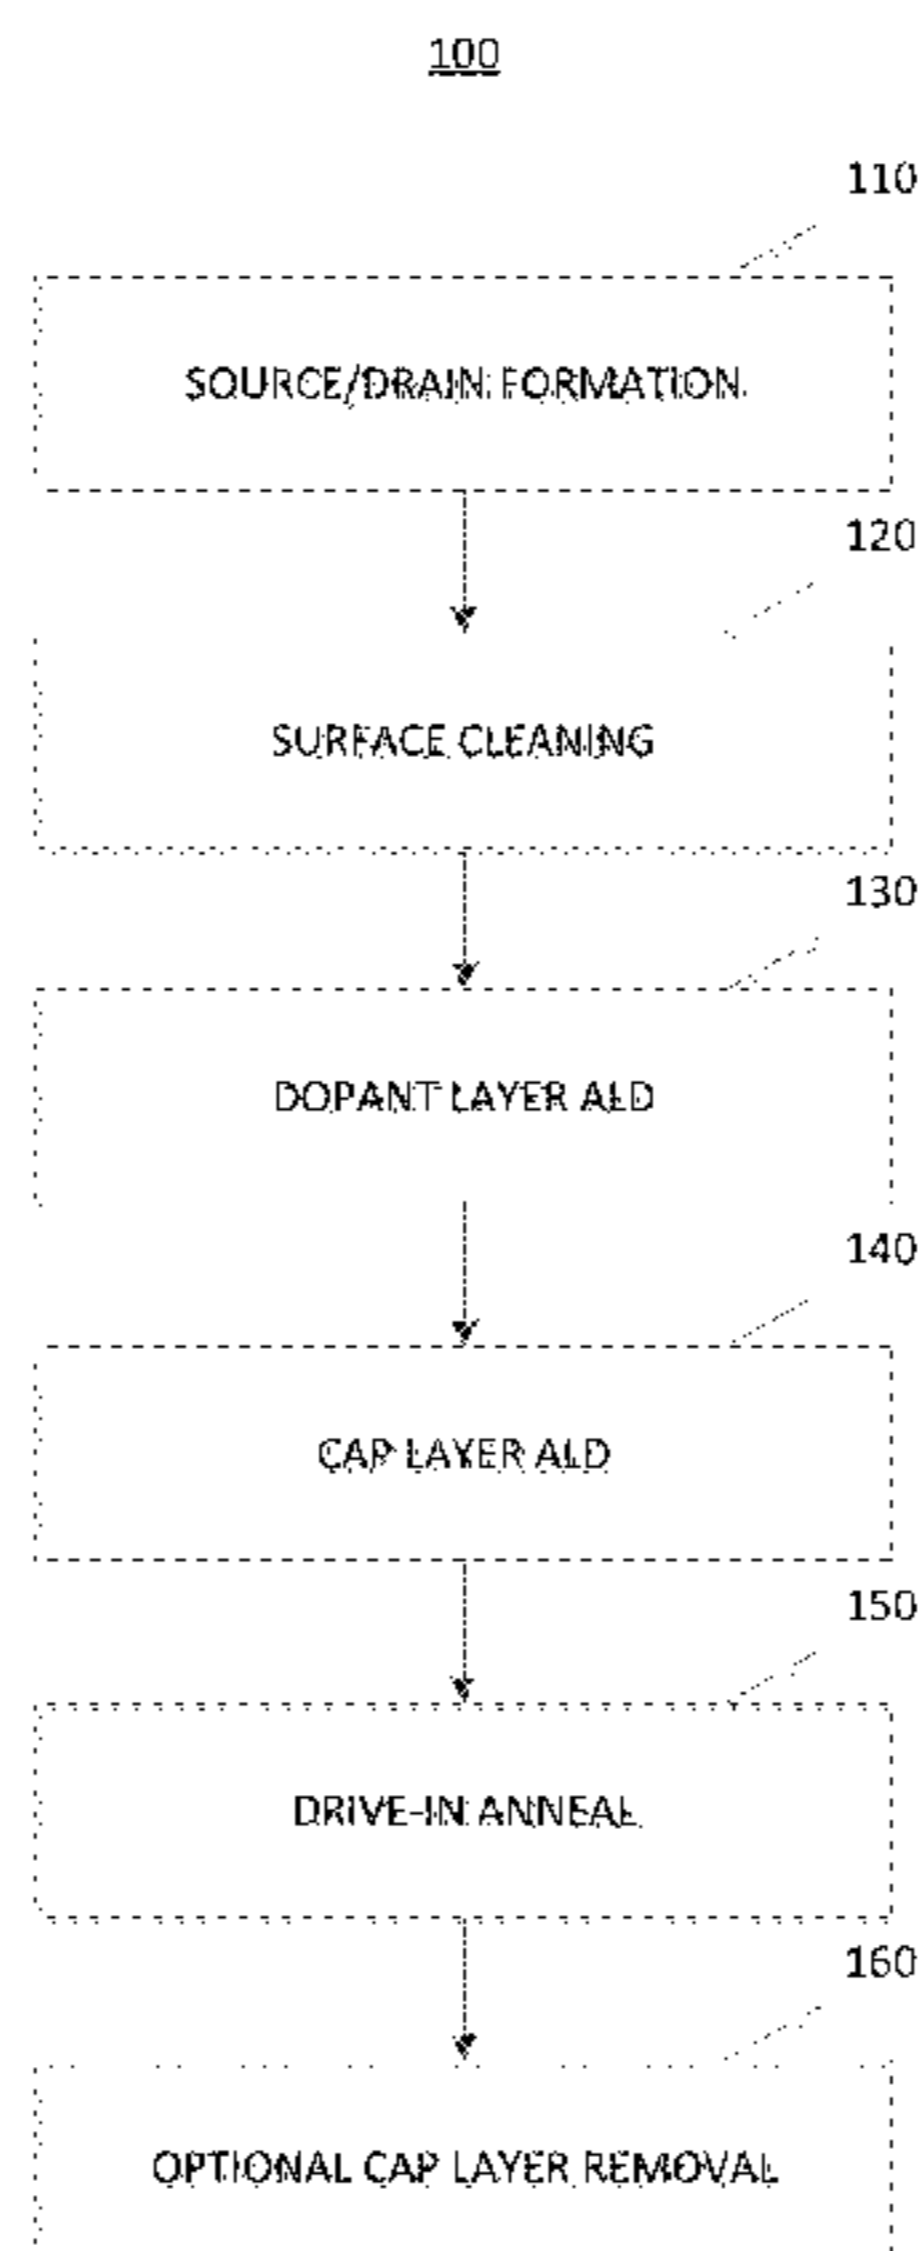 100
110
SOURCE/DRAIN FORMATION
120
SURFACE CLEANING
130
DOPANT LAYER ALD
140
CAP LAYER ALD
150
DRIVE-IN ANNEAL
160
OPTIONAL CAP LAYER REMOVAL